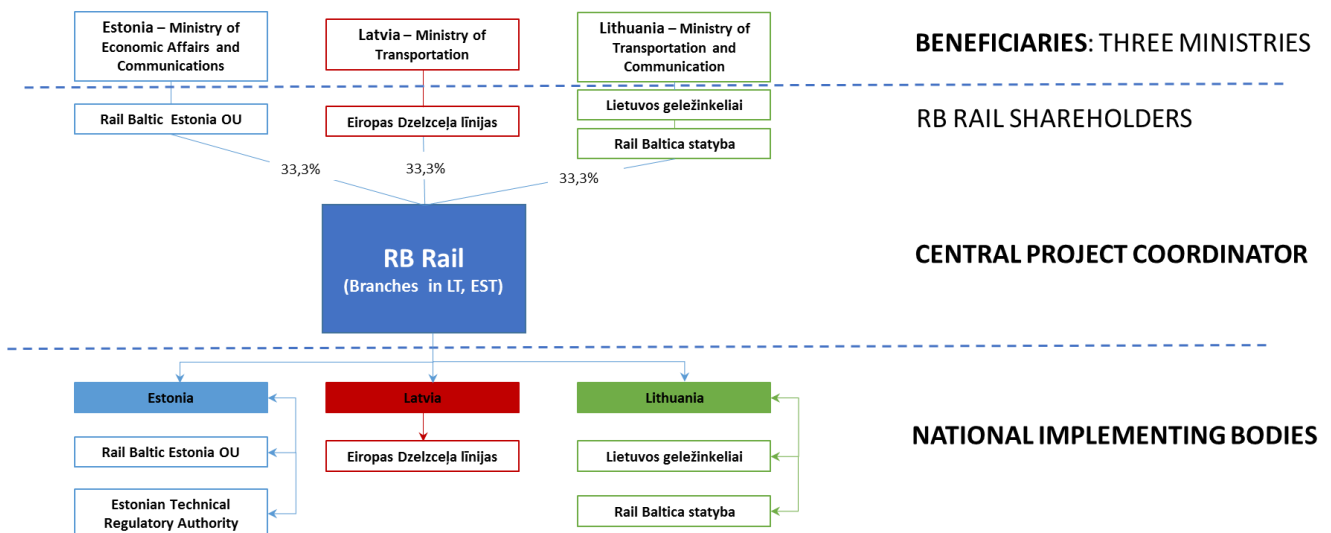 Estonia – Ministry of
Economic Affairs and
Communications
Latvia – Ministry of
Transportation
Lithuania – Ministry of
Transportation and
Communication
BENEFICIARIES: THREE MINISTRIES
Rail Baltic Estonia OU
Eiropas Dzelzceļa līnijas
Lietuvos geležinkeliai
Rail Baltica statyba
RB RAIL SHAREHOLDERS
33,3%
33,3%
33,3%
RB Rail
(Branches in LT, EST)
CENTRAL PROJECT COORDINATOR
Estonia
Latvia
Lithuania
Rail Baltic Estonia OU
Eiropas Dzelzceļa līnijas
Lietuvos geležinkeliai
NATIONAL IMPLEMENTING BODIES
Estonian Technical
Regulatory Authority
Rail Baltica statyba